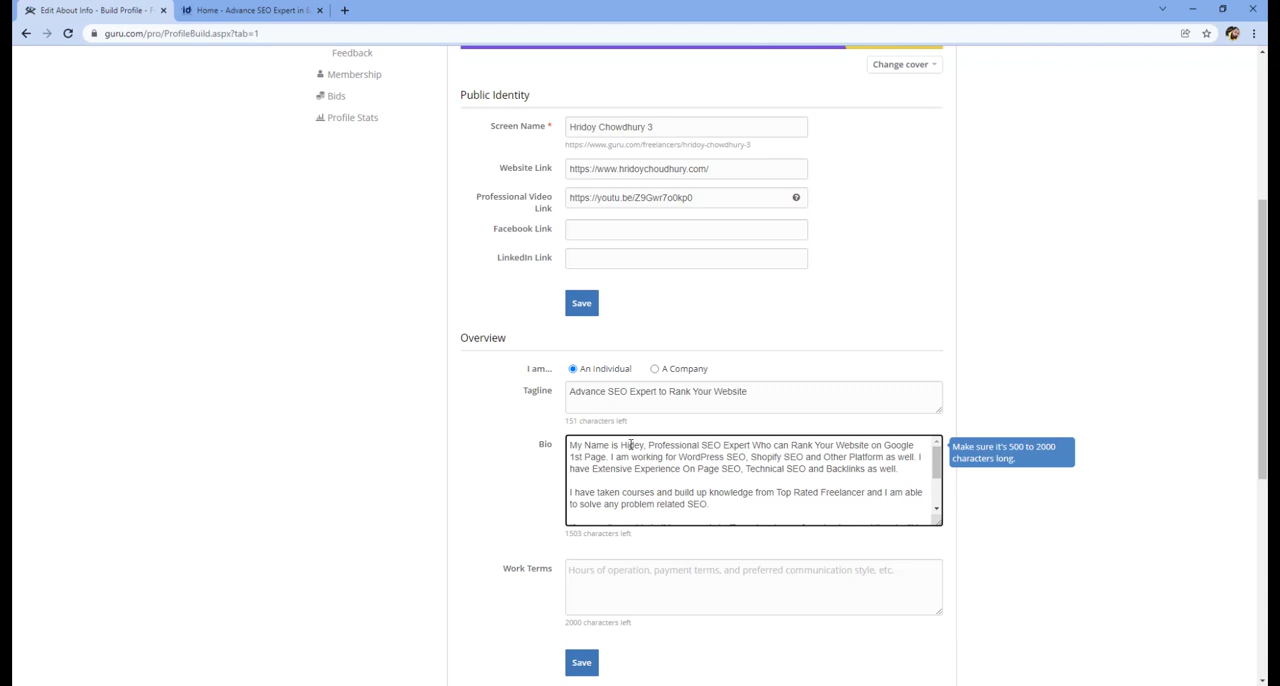 Edit About Info - Build Profile - F
Home - Advance SEO Expert in
guru.com/pro/ProfileBuild.aspx?tab=1
Feedback
Membership
Bids
Profile Stats
Change cover
Public Identity
Screen Name * Hridoy Chowdhury 3
https://www.guru.com/freelancers/hridoy-chowdhury-3
Website Link https://www.hridoychoudhury.com/
Professional Video Link https://youtu.be/Z9Gwr7o0kp0
Facebook Link
LinkedIn Link
Save
Overview
I am... An Individual A Company
Tagline Advance SEO Expert to Rank Your Website
151 characters left
Bio My Name is Professional SEO Expert Who can Rank Your Website on Google
1st Page. I am working for WordPress SEO, Shopify SEO and Other Platform as well. I
have Extensive Experience On Page SEO, Technical SEO and Backlinks as well.
I have taken courses and build up knowledge from Top Rated Freelancer and I am able
to solve any problem related SEO.
Make sure it's 500 to 2000
characters long.
1503 characters left
Work Terms Hours of operation, payment terms, and preferred communication style, etc.
2000 characters left
Save